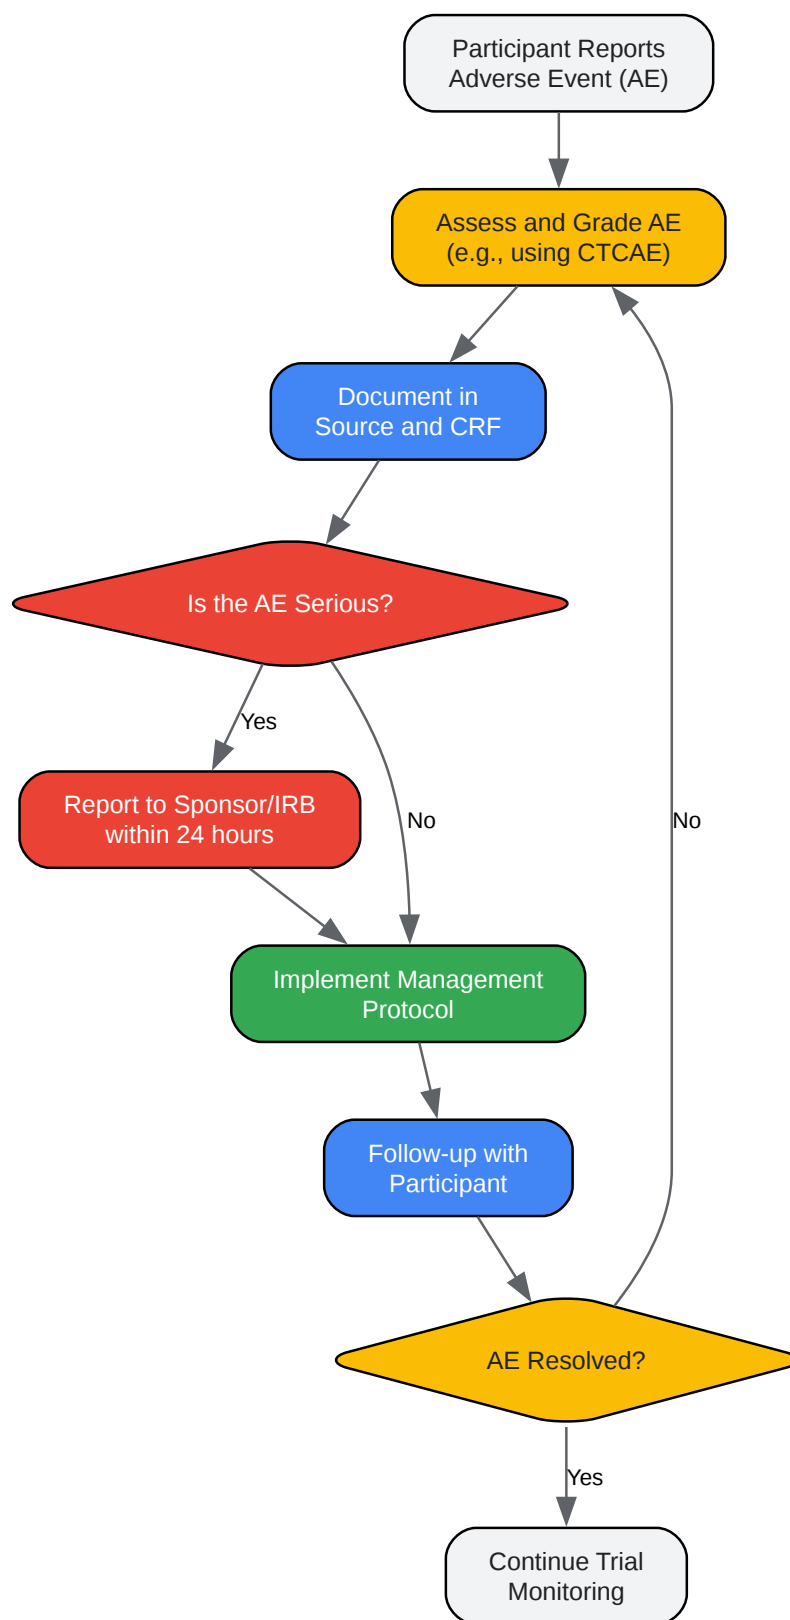 Participant Reports
Adverse Event (AE)
Assess and Grade AE
(e.g., using CTCAE)
Document in
Source and CRF
Is the AE Serious?
Yes
Report to Sponsor/IRB
within 24 hours
No
No
Implement Management
Protocol
Follow-up with
Participant
AE Resolved?
Yes
Continue Trial
Monitoring